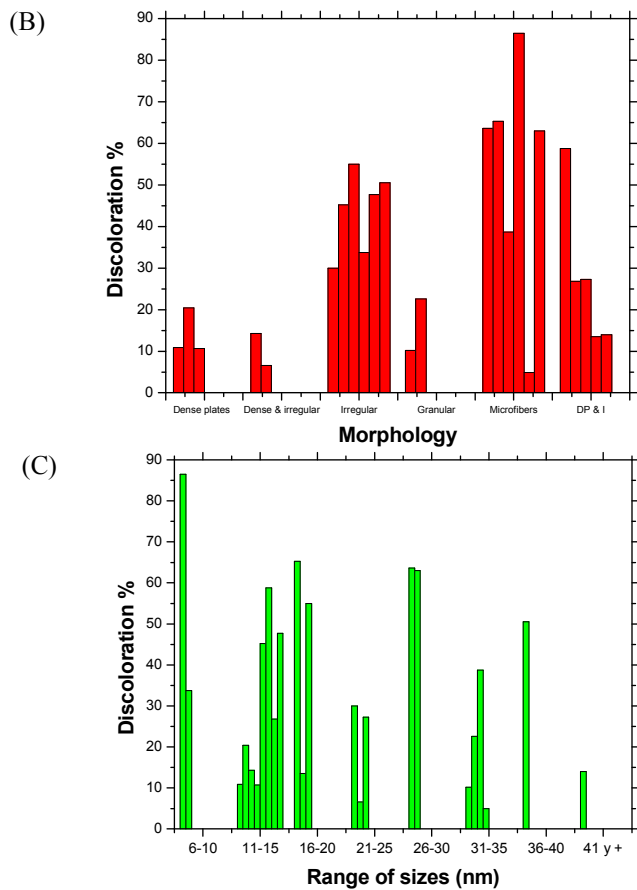 (B)
90
80
70
60
50
40
30
20
10
0
Discoloration %
Dense plates Dense & irregular Irregular Granular Microfibers DP & I
Morphology
(C)
90
80
70
60
50
40
30
20
10
0
Discoloration %
6-10 11-15 16-20 21-25 26-30 31-35 36-40 41 y +
Range of sizes (nm)